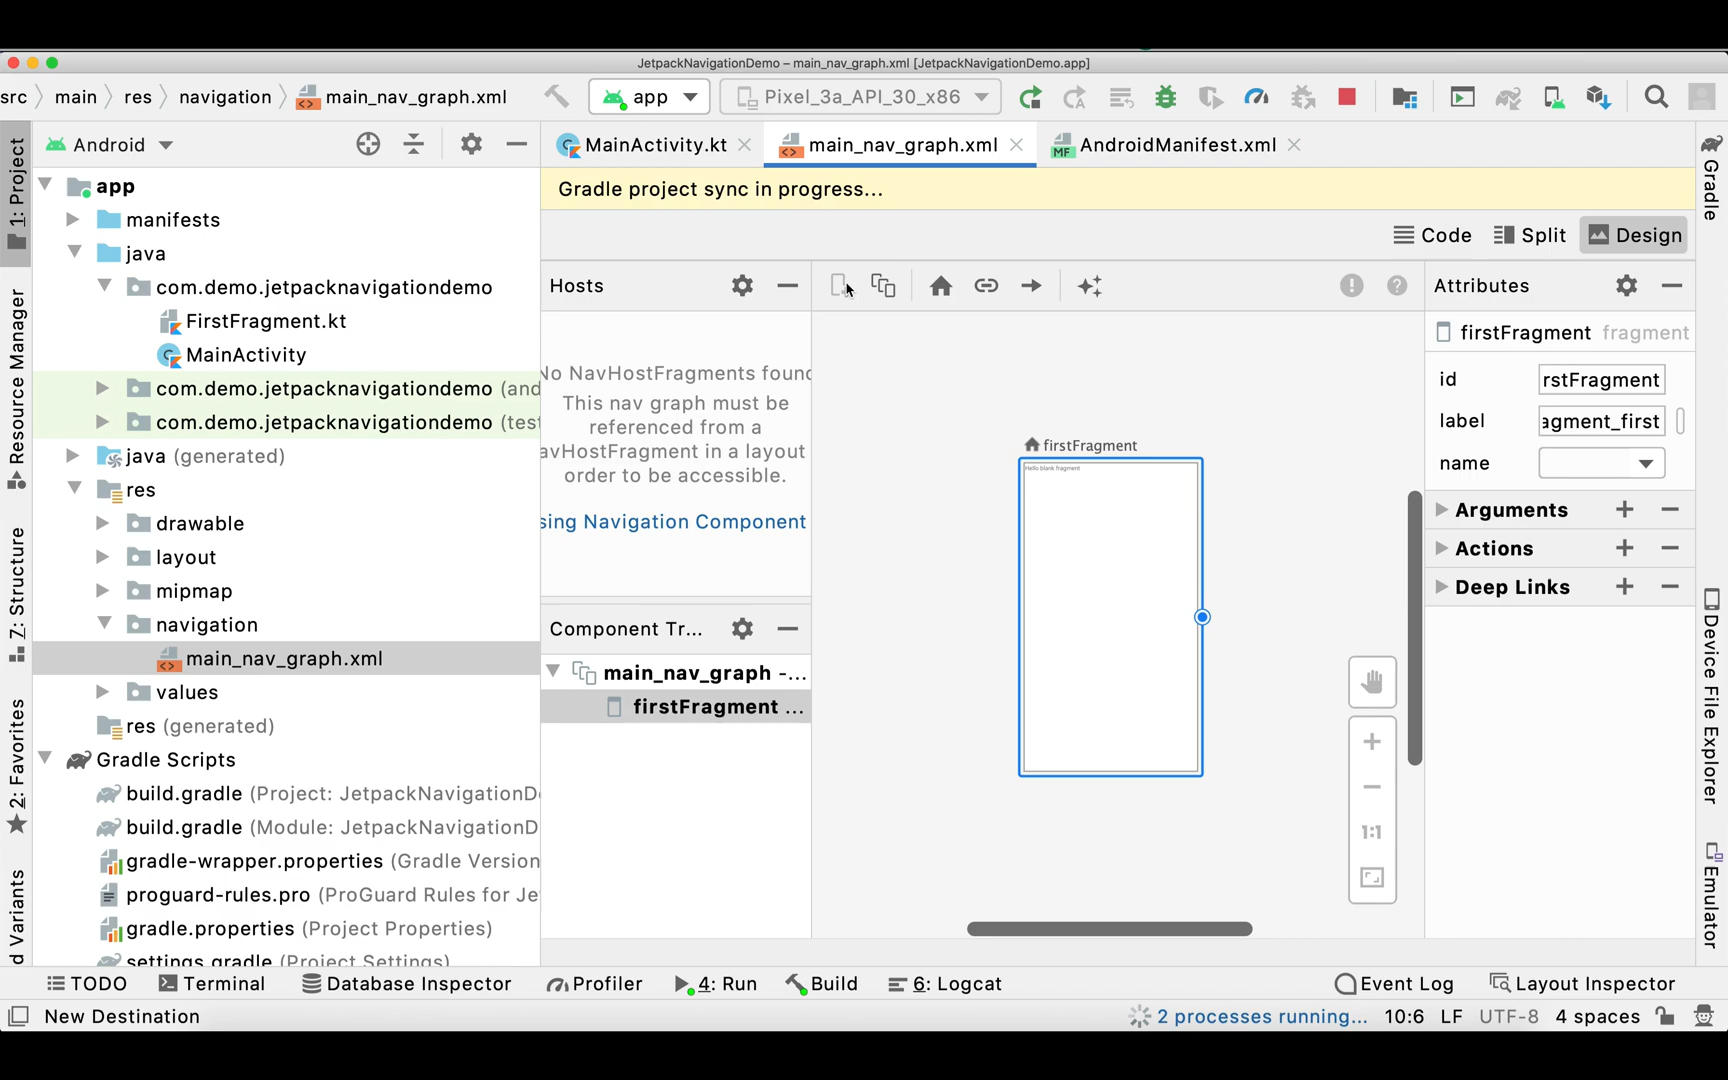 JetpackNavigationDemo – main_nav_graph.xml [JetpackNavigationDemo.app]
src main res navigation main_nav_graph.xml app Pixel_3a_API_30_x86
1: Project
Resource Manager
7: Structure
2: Favorites
d Variants
Android
app
manifests
java
com.demo.jetpacknavigationdemo
FirstFragment.kt
MainActivity
com.demo.jetpacknavigationdemo (and
com.demo.jetpacknavigationdemo (test
java (generated)
res
drawable
layout
mipmap
navigation
main_nav_graph.xml
values
res (generated)
Gradle Scripts
build.gradle (Project: JetpackNavigationD
build.gradle (Module: JetpackNavigationD
gradle-wrapper.properties (Gradle Version
proguard-rules.pro (ProGuard Rules for Je
gradle.properties (Project Properties)
settings.gradle (Project Settings)
MainActivity.kt main_nav_graph.xml MF AndroidManifest.xml
Gradle project sync in progress...
Code Split Design
Hosts
No NavHostFragments found
This nav graph must be
referenced from a
avHostFragment in a layout
order to be accessible.
sing Navigation Component
Component Tr...
main_nav_graph -...
firstFragment ...
firstFragment
Hello blank fragment
1:1
Attributes
firstFragment fragment
id rstFragment
label agment_first
name
Arguments
Actions
Deep Links
Gradle
Device File Explorer
Emulator
TODO Terminal Database Inspector Profiler 4: Run Build 6: Logcat Event Log Layout Inspector
New Destination 2 processes running... 10:6 LF UTF-8 4 spaces